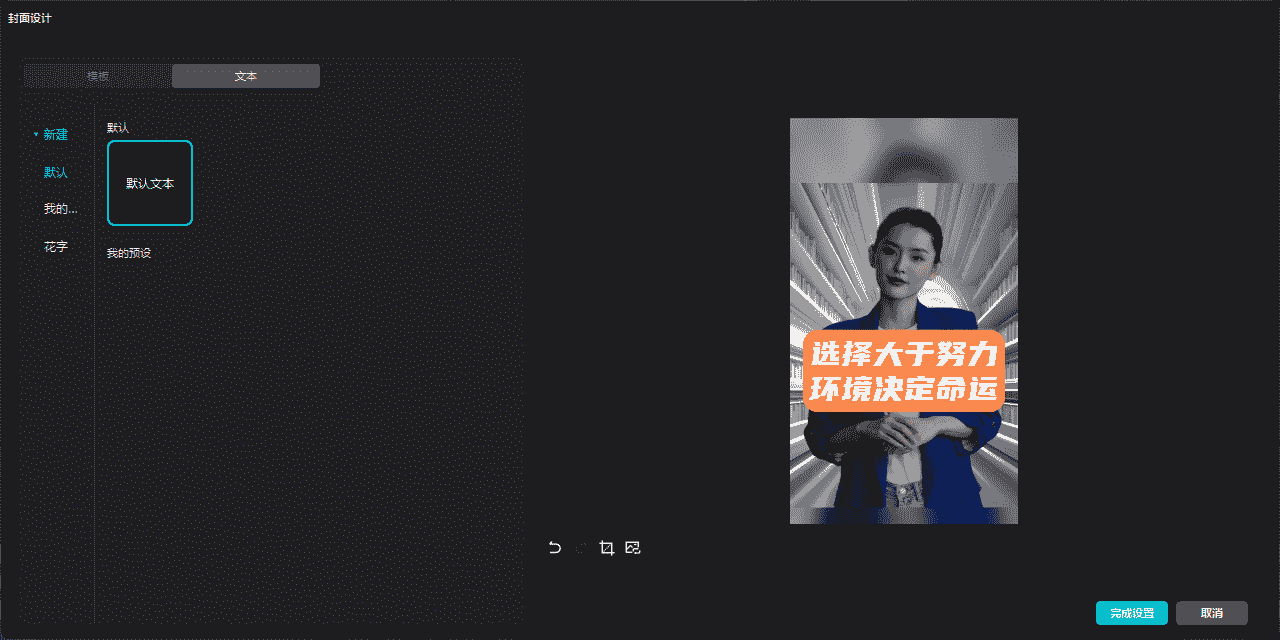 封面设计
模板
文本
新建
默认
我的...
花字
默认
默认文本
我的预设
选择大于努力
环境决定命运
完成设置
取消